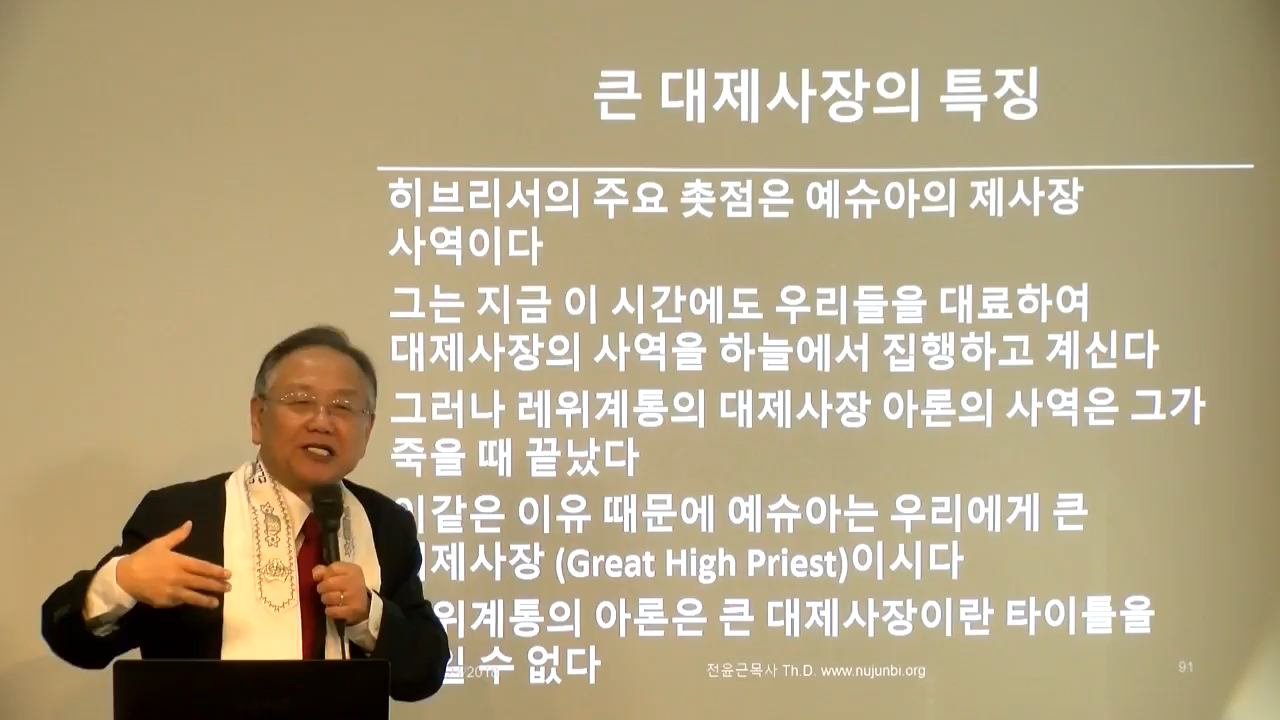 큰 대제사장의 특징
히브리서의 주요 촛점은 예슈아의 제사장
사역이다
그는 지금 이 시간에도 우리들을 대료하여
대제사장의 사역을 하늘에서 집행하고 계신다
그러나 레위계통의 대제사장 아론의 사역은 그가
죽을 때 끝났다
이같은 이유 때문에 예슈아는 우리에게 큰
제사장 (Great High Priest)이시다
위계통의 아론은 큰 대제사장이란 타이틀을
수 없다
전윤근목사 Th.D. www.nujunbi.org
91